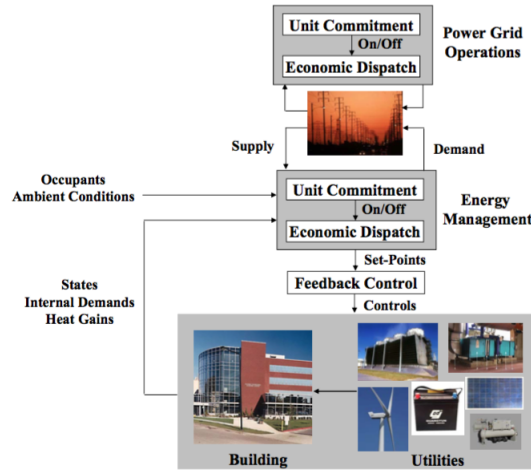 Unit Commitment
On/Off
Economic Dispatch
Power Grid
Operations
Supply
Demand
Occupants
Ambient Conditions
Unit Commitment
On/Off
Economic Dispatch
Energy
Management
Set-Points
Feedback Control
Controls
States
Internal Demands
Heat Gains
Building
Utilities